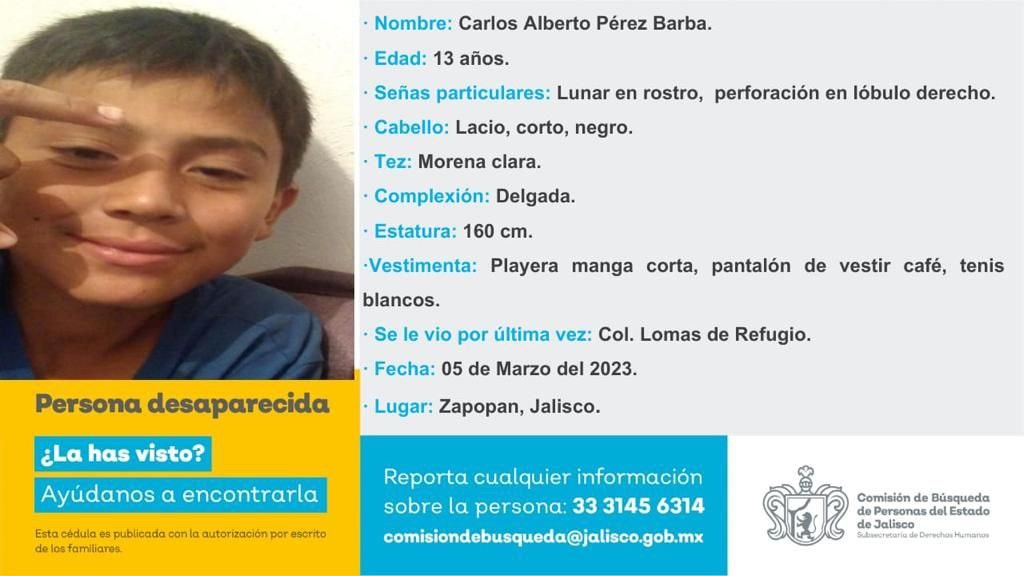 · Nombre: Carlos Alberto Pérez Barba.
· Edad: 13 años.
· Señas particulares: Lunar en rostro,  perforación en lóbulo derecho.
· Cabello: Lacio, corto, negro.
· Tez: Morena clara.
· Complexión: Delgada.
· Estatura: 160 cm.
·Vestimenta: Playera manga corta, pantalón de vestir café, tenis
blancos.
· Se le vio por última vez: Col. Lomas de Refugio.
· Fecha: 05 de Marzo del 2023.
· Lugar: Zapopan, Jalisco.
Persona desaparecida
¿La has visto?
Ayúdanos a encontrarla
Esta cédula es publicada con la autorización por escrito
de los familiares.
Reporta cualquier información
sobre la persona: 33 3145 6314
comisiondebusqueda@jalisco.gob.mx
Comisión de Búsqueda
de Personas del Estado
de Jalisco
Subsecretaría de Derechos Humanos